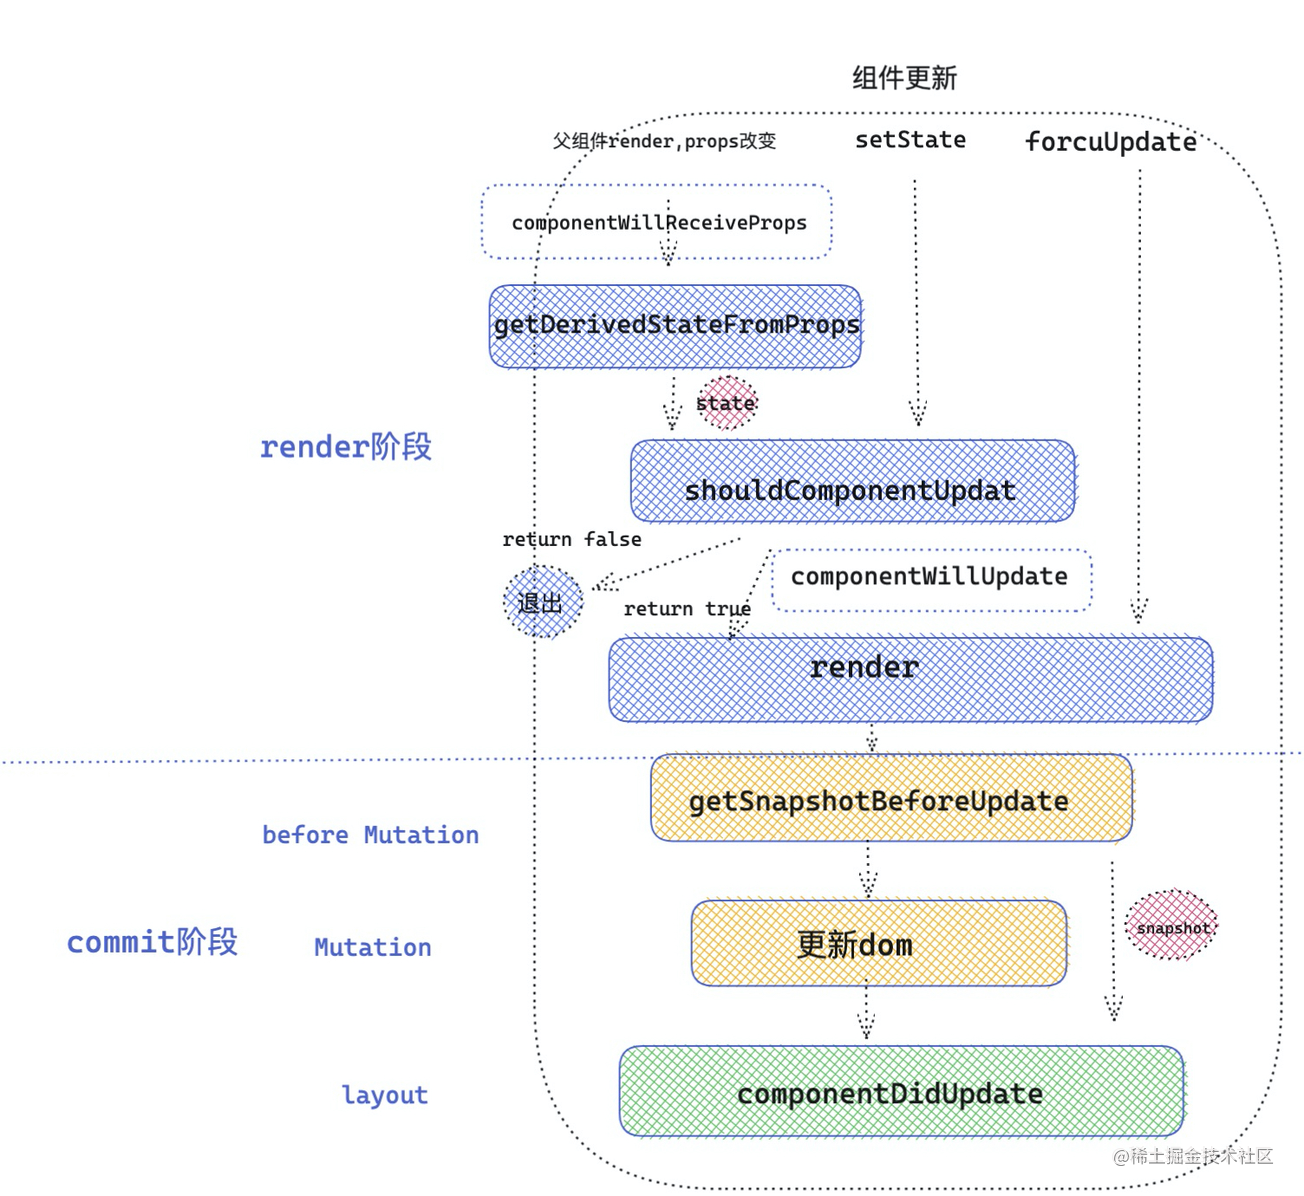 组件更新
父组件render,props改变
setState
forcuUpdate
componentWillReceiveProps
getDerivedStateFromProps
state
render阶段
shouldComponentUpdat
return false
componentWillUpdate
退出
return true
render
getSnapshotBeforeUpdate
before Mutation
snapshot
commit阶段
Mutation
更新dom
layout
componentDidUpdate
@稀土掘金技术社区